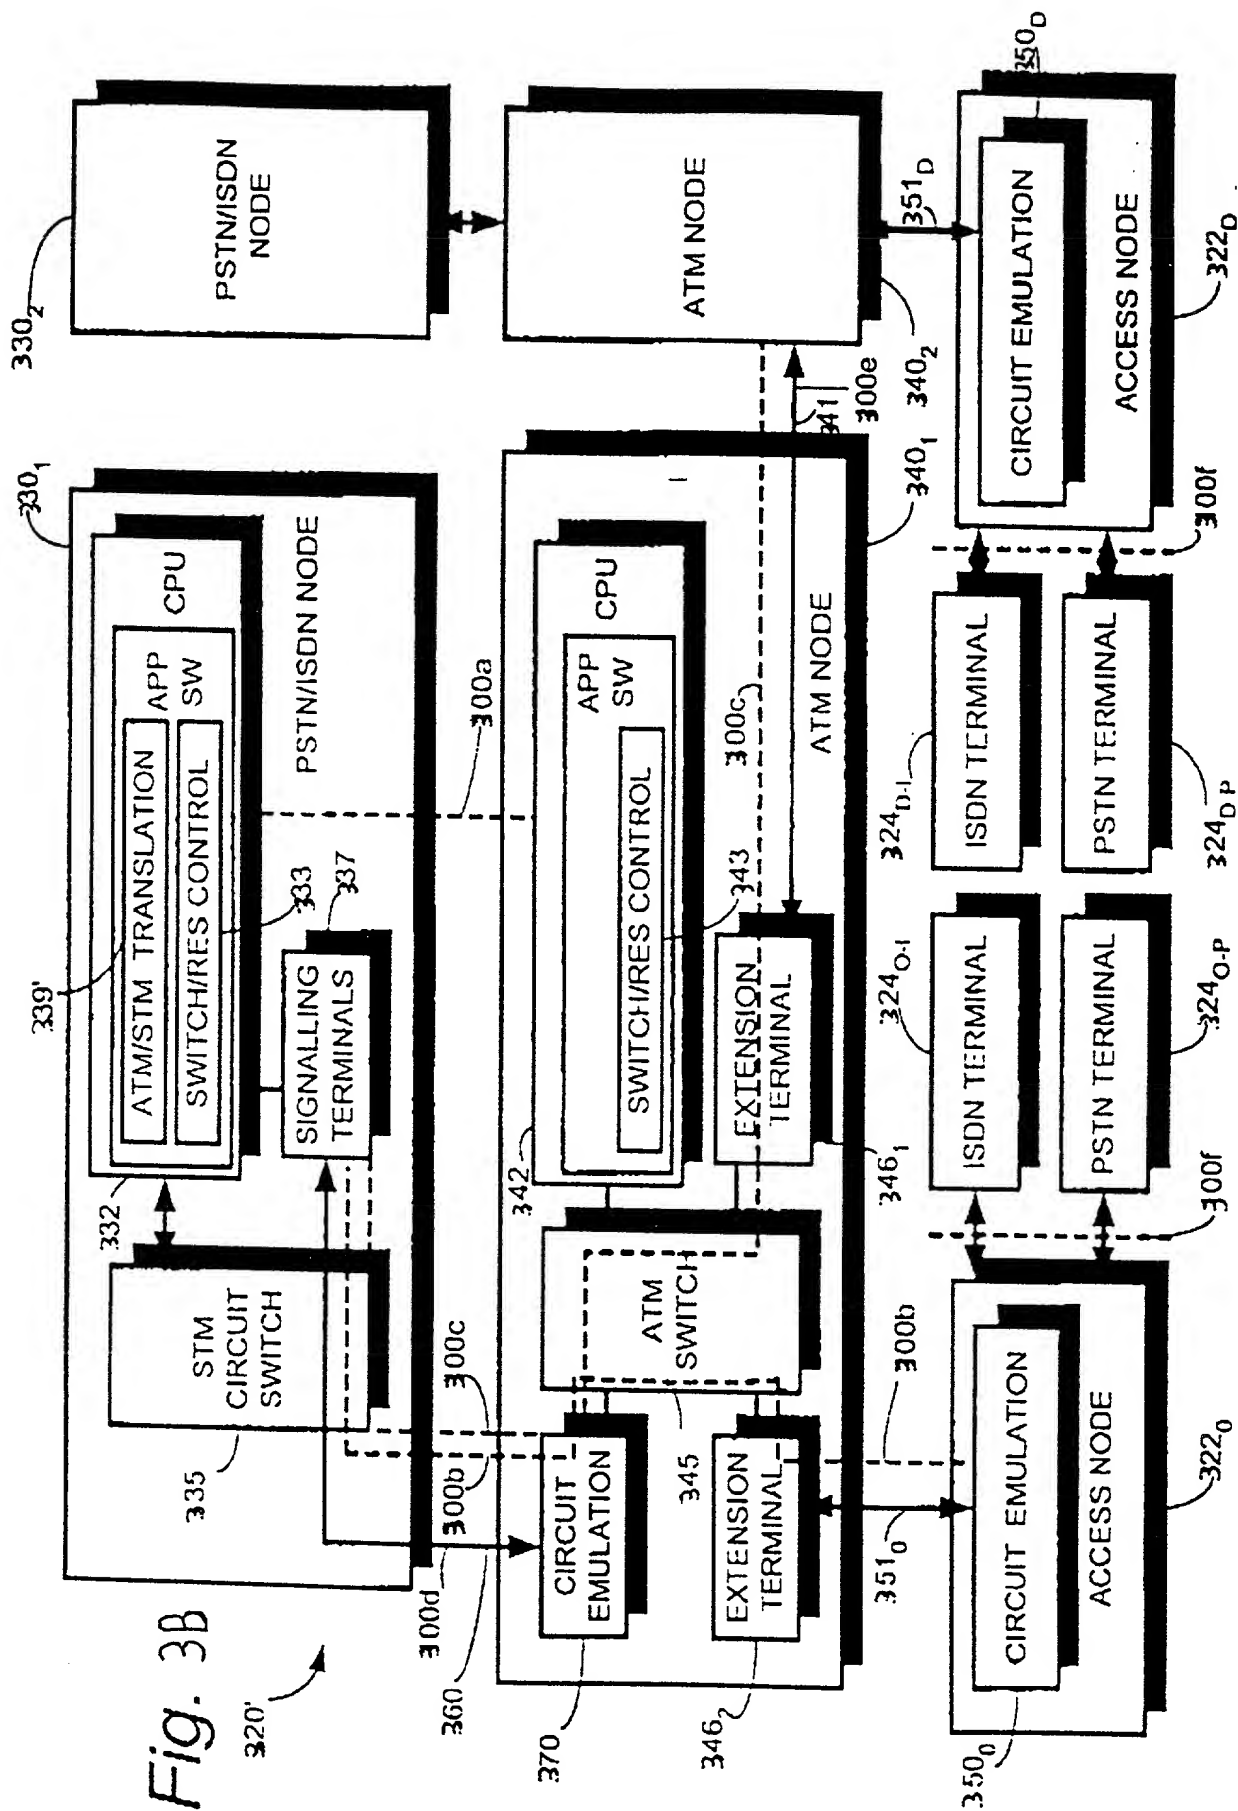 Fig. 3B
320'
330₁
339'
332
335
STM
CIRCUIT
SWITCH
ATM/STM TRANSLATION
SWITCH/RES CONTROL
APP
SW
CPU
333
337
SIGNALLING
TERMINALS
PSTN/ISDN NODE
330₂
PSTN/ISDN
NODE
300a
300b
300c
300d
360
370
CIRCUIT
EMULATION
346₂
EXTENSION
TERMINAL
345
ATM
SWITCH
342
SWITCH/RES CONTROL
APP
SW
CPU
343
EXTENSION
TERMINAL
346₁
300c
ATM NODE
340₁
341
300e
ATM NODE
340₂
351₀
300b
351D
350₀
CIRCUIT EMULATION
ACCESS NODE
322₀
300f
ISDN TERMINAL
324O-I
PSTN TERMINAL
324O-P
ISDN TERMINAL
324D-I
PSTN TERMINAL
324D-P
300f
CIRCUIT EMULATION
ACCESS NODE
350D
322D